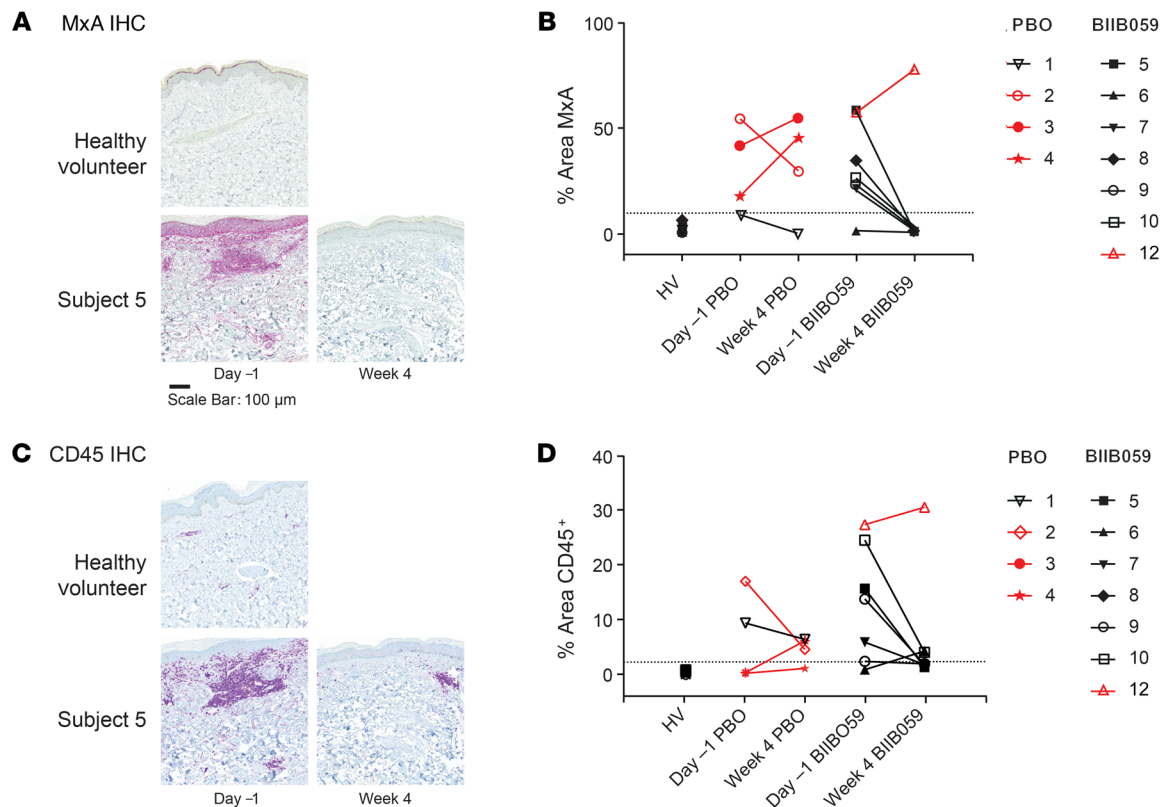 A MxA IHC
Healthy
volunteer
Subject 5
Day –1
Week 4
Scale Bar: 100 µm
B
% Area MxA
100
50
0
HV
Day –1 PBO
Week 4 PBO
Day –1 BIIBO59
Week 4 BIIB059
. PBO
1
2
3
4
BIIB059
5
6
7
8
9
10
12
C CD45 IHC
Healthy
volunteer
Subject 5
Day –1
Week 4
D
% Area CD45+
40
30
20
10
0
HV
Day –1 PBO
Week 4 PBO
Day –1 BIIBO59
Week 4 BIIB059
PBO
1
2
3
4
BIIB059
5
6
7
8
9
10
12